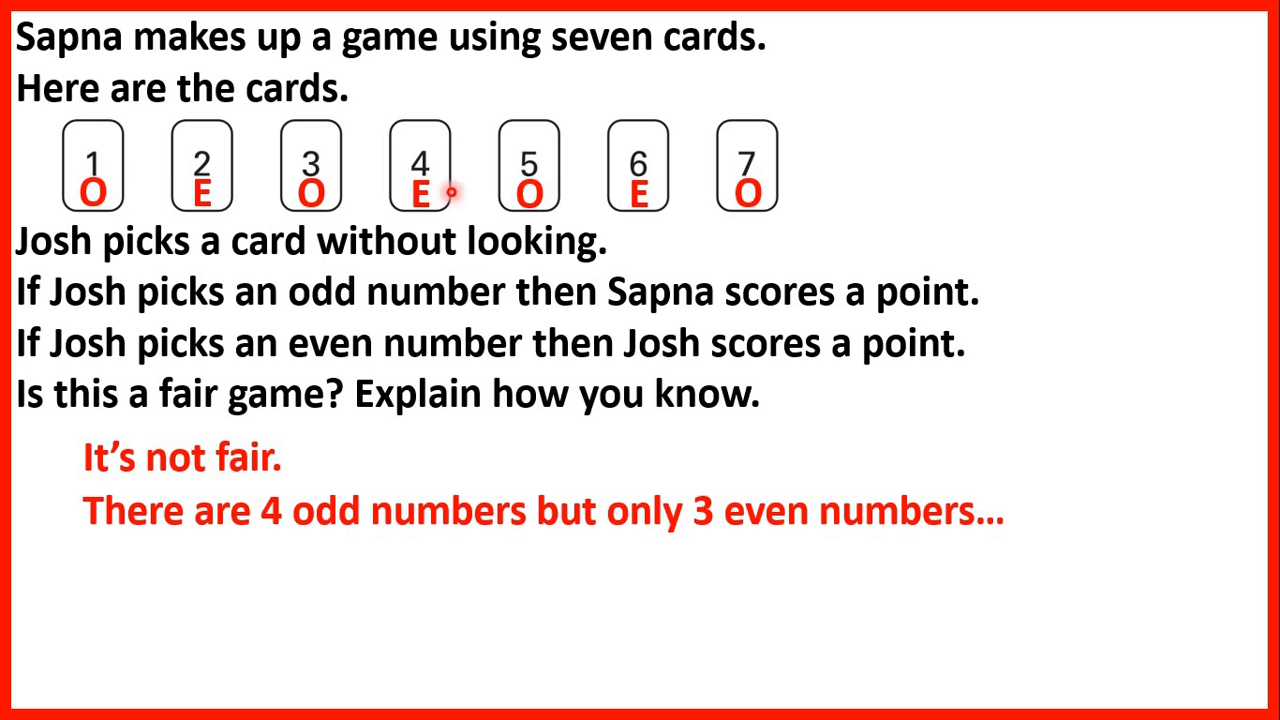 Sapna makes up a game using seven cards.
Here are the cards.
1 2 3 4 5 6 7
O E O E O E O
Josh picks a card without looking.
If Josh picks an odd number then Sapna scores a point.
If Josh picks an even number then Josh scores a point.
Is this a fair game? Explain how you know.
It’s not fair.
There are 4 odd numbers but only 3 even numbers…